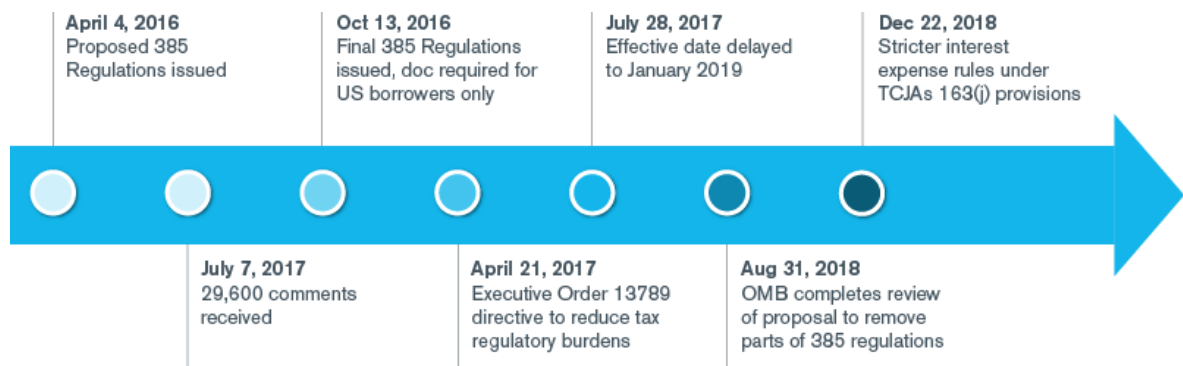 April 4, 2016
Proposed 385
Regulations issued
Oct 13, 2016
Final 385 Regulations
issued, doc required for
US borrowers only
July 28, 2017
Effective date delayed
to January 2019
Dec 22, 2018
Stricter interest
expense rules under
TCJAs 163(j) provisions
July 7, 2017
29,600 comments
received
April 21, 2017
Executive Order 13789
directive to reduce tax
regulatory burdens
Aug 31, 2018
OMB completes review
of proposal to remove
parts of 385 regulations